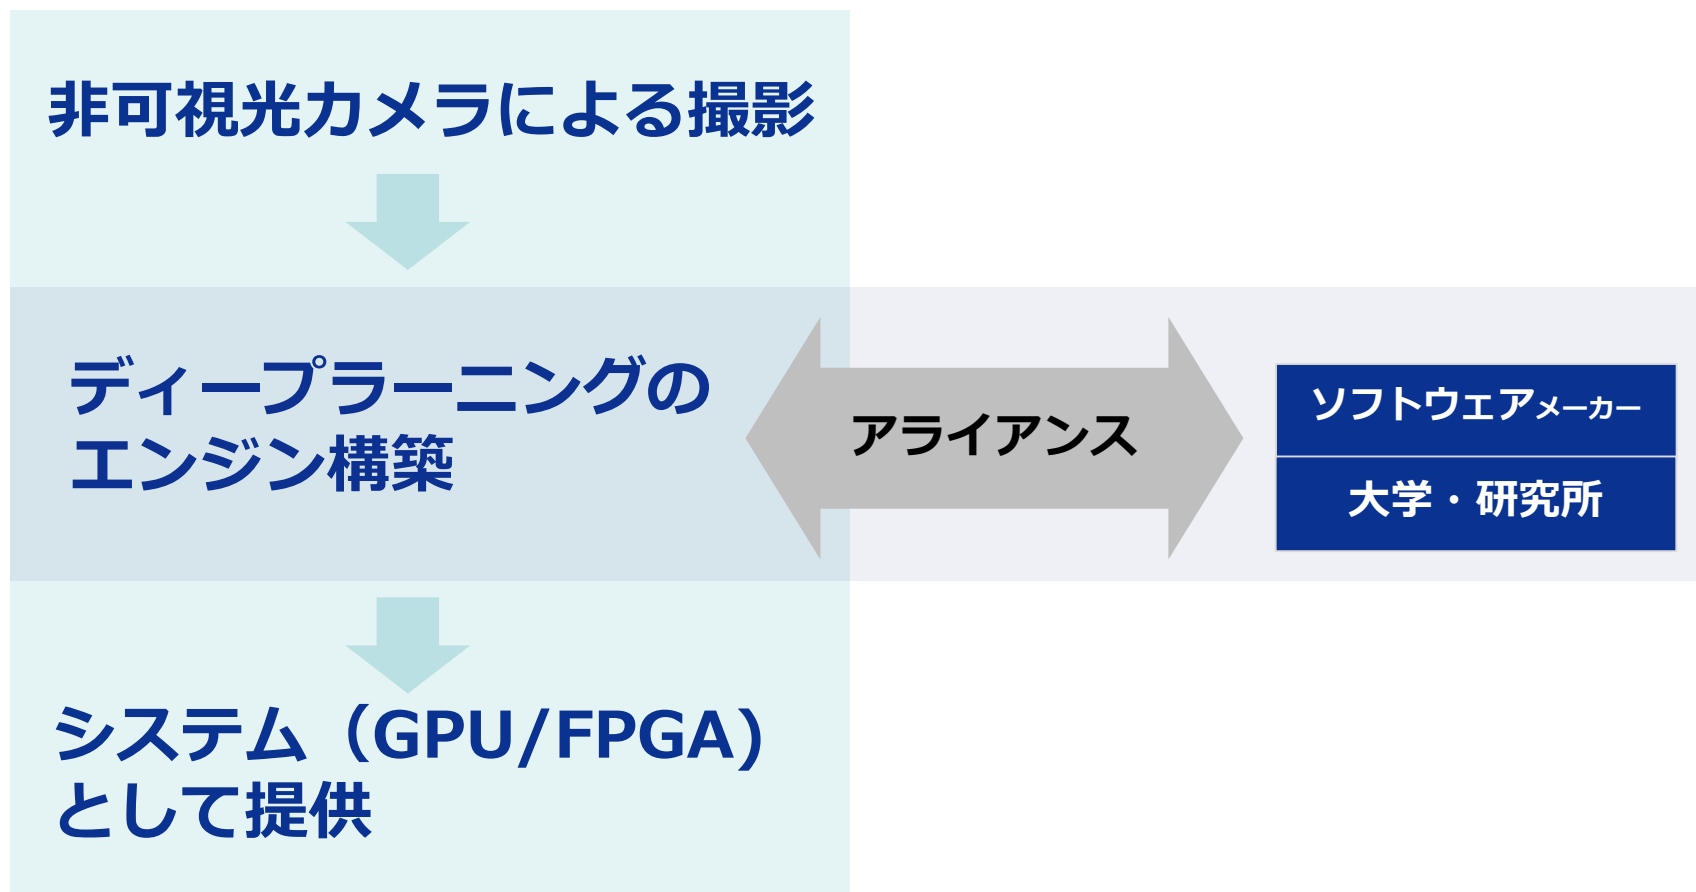 非可視光カメラによる撮影
ディープラーニングの
エンジン構築
アライアンス
ソフトウェアメーカー
大学・研究所
システム（GPU/FPGA)
として提供